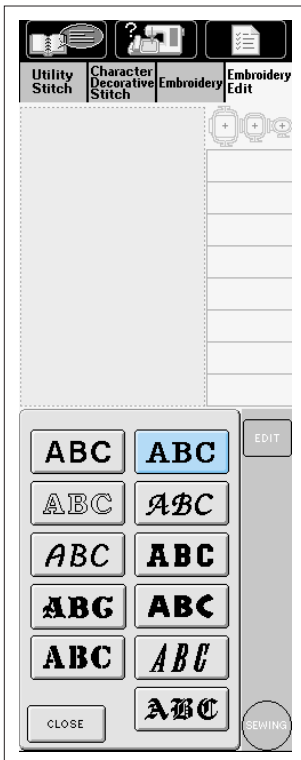 ?
Utility
Stitch
Character
Decorative
Stitch
Embroidery
Embroidery
Edit
EDIT
ABC
ABC
ABC
ABC
ABC
ABC
ABC
ABC
ABC
ABC
ABC
CLOSE
SEWING